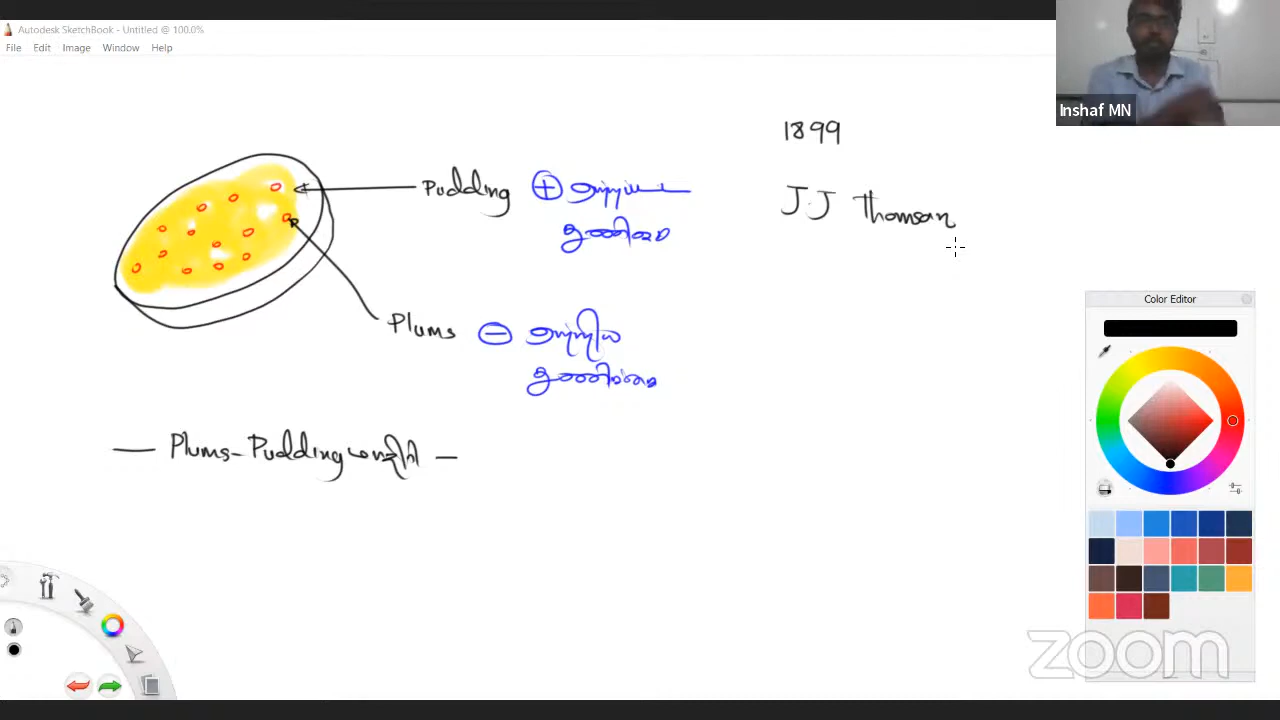 Autodesk SketchBook - Untitled @ 100.0%
File Edit Image Window Help
Inshaf MN
1899
J.J Thomson
Pudding +
Plums −
— Plums-Pudding மாதிரி —
Color Editor
zoom